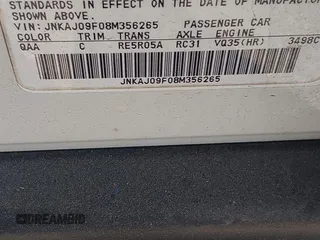 STANDARDS IN EFFECT ON THE DATE OF MANUFACTUR
SHOWN ABOVE.
VIN: JNKAJ09F08M356265 PASSENGER CAR
COLOR TRIM TRANS AXLE ENGINE
QAA C RE5R05A RC31 VQ35(HR) 3498C
JNKAJ09F08M356265
DREAMBID